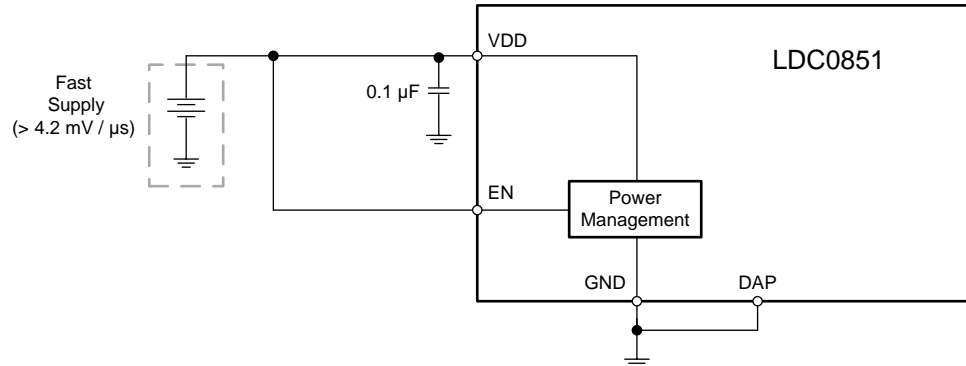 VDD
LDC0851
Fast
Supply
(> 4.2 mV / µs)
0.1 µF
EN
Power
Management
GND
DAP